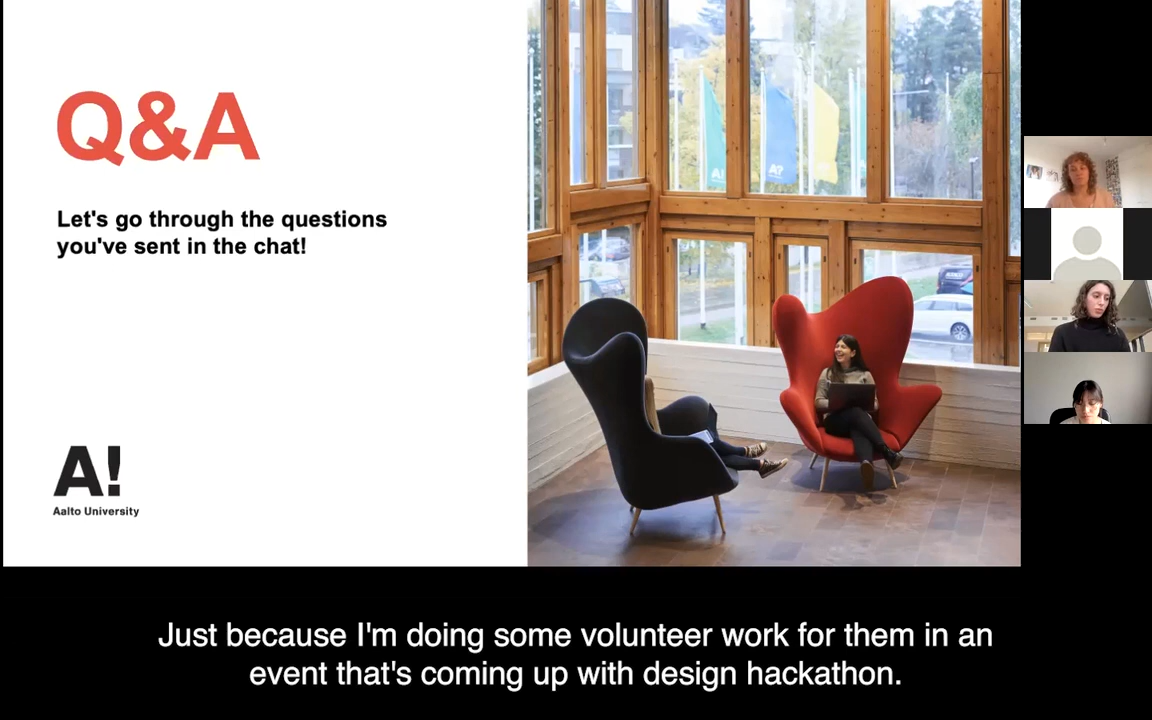 Q&A
Let's go through the questions
you've sent in the chat!
A!
Aalto University
A!
A?
Just because I'm doing some volunteer work for them in an
event that's coming up with design hackathon.